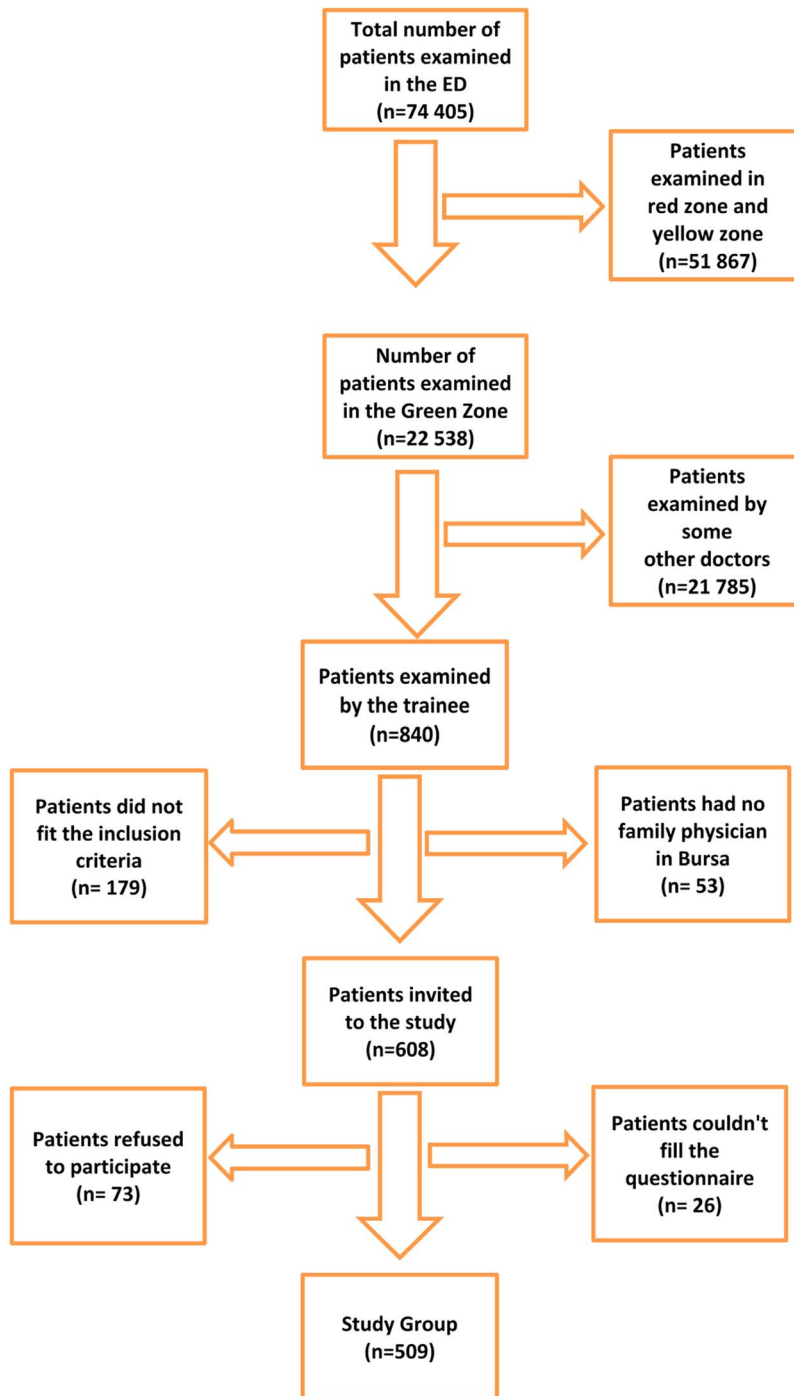 Total number of
patients examined
in the ED
(n=74 405)
Patients
examined in
red zone and
yellow zone
(n=51 867)
Number of
patients examined
in the Green Zone
(n=22 538)
Patients
examined by
some
other doctors
(n=21 785)
Patients examined
by the trainee
(n=840)
Patients did not
fit the inclusion
criteria
(n= 179)
Patients had no
family physician
in Bursa
(n= 53)
Patients invited
to the study
(n=608)
Patients refused
to participate
(n= 73)
Patients couldn't
fill the
questionnaire
(n= 26)
Study Group
(n=509)